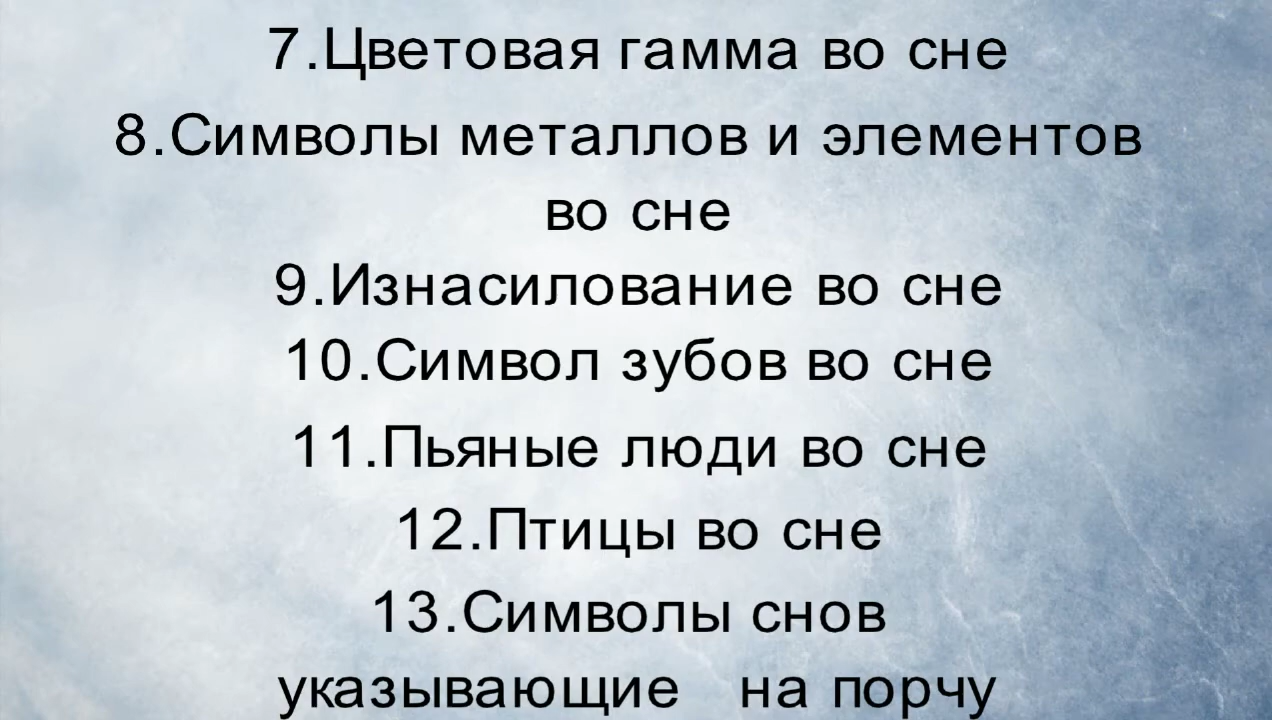 7.Цветовая гамма во сне
8.Символы металлов и элементов
во сне
9.Изнасилование во сне
10.Символ зубов во сне
11.Пьяные люди во сне
12.Птицы во сне
13.Символы снов
указывающие на порчу